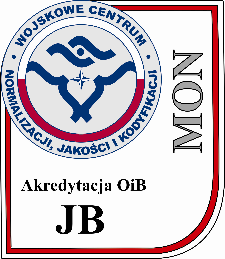 • WOJSKOWE CENTRUM •
NORMALIZACJI, JAKOŚCI I KODYFIKACJI
MON
Akredytacja OiB
JB